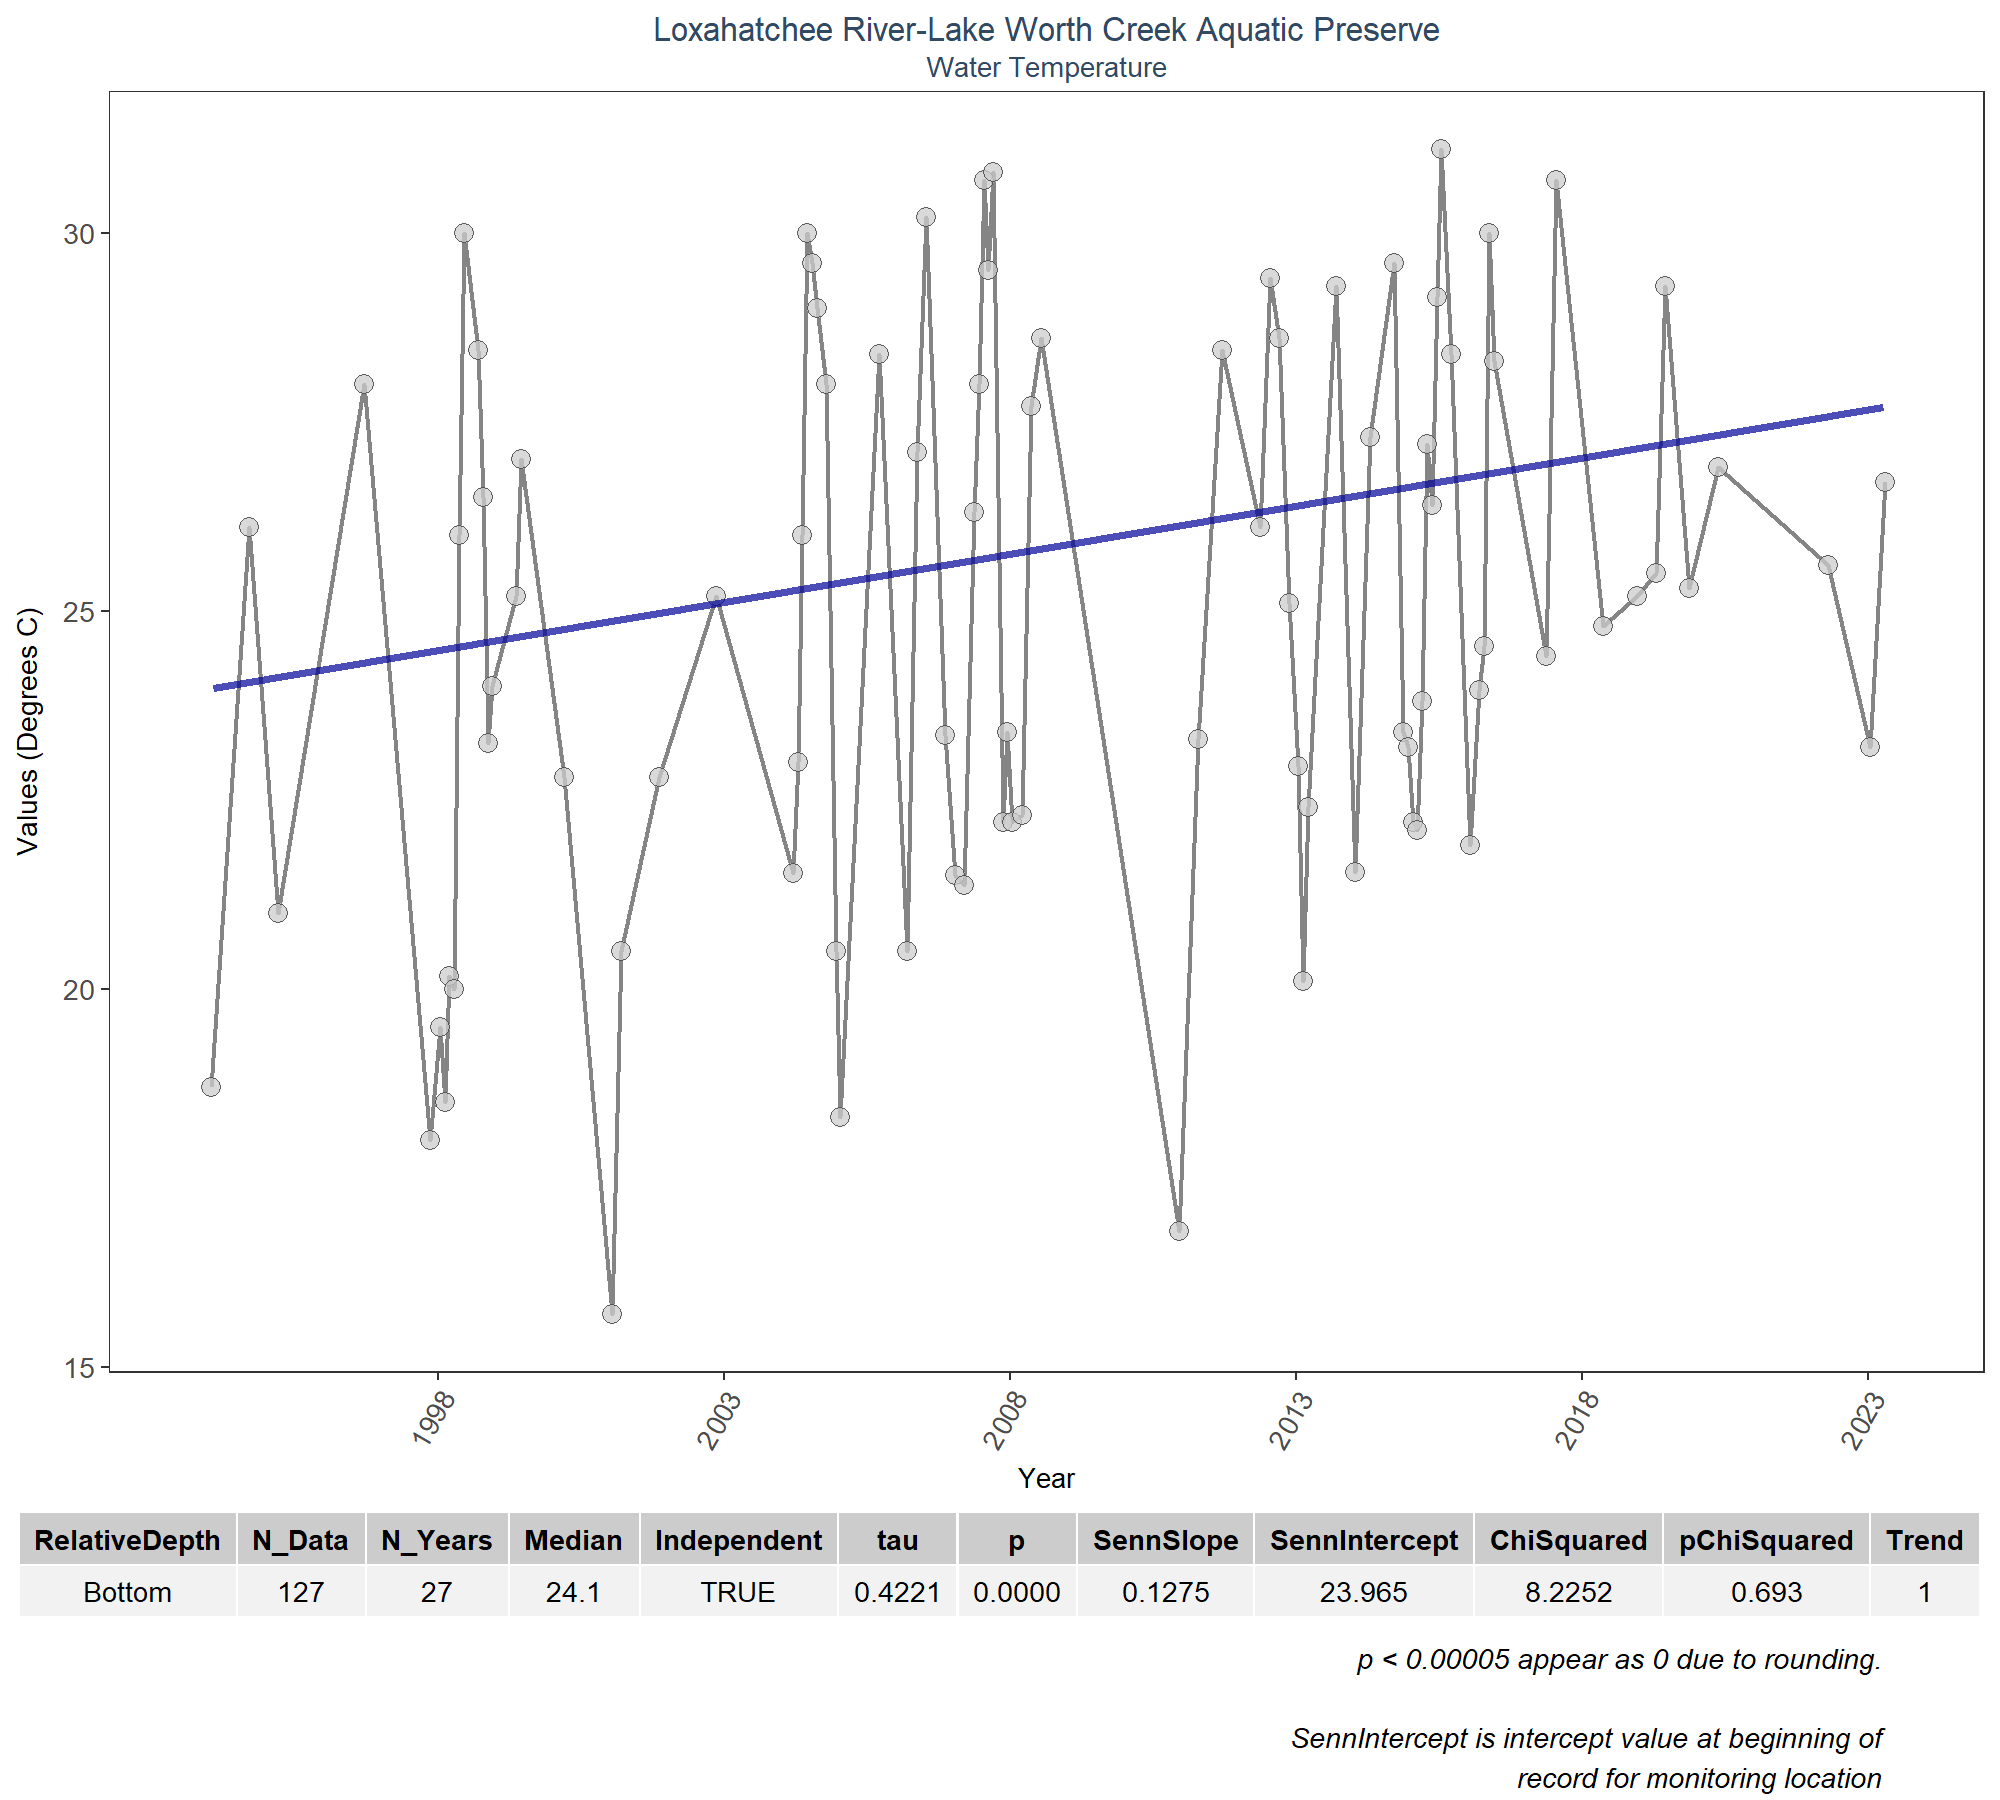 Loxahatchee River-Lake Worth Creek Aquatic Preserve
Water Temperature
Values (Degrees C)
30
25
20
15
1998 2003 2008 2013 2018 2023
Year
RelativeDepth N_Data N_Years Median Independent tau p SennSlope SennIntercept ChiSquared pChiSquared Trend
Bottom 127 27 24.1 TRUE 0.4221 0.0000 0.1275 23.965 8.2252 0.693 1
p < 0.00005 appear as 0 due to rounding.
SennIntercept is intercept value at beginning of
record for monitoring location